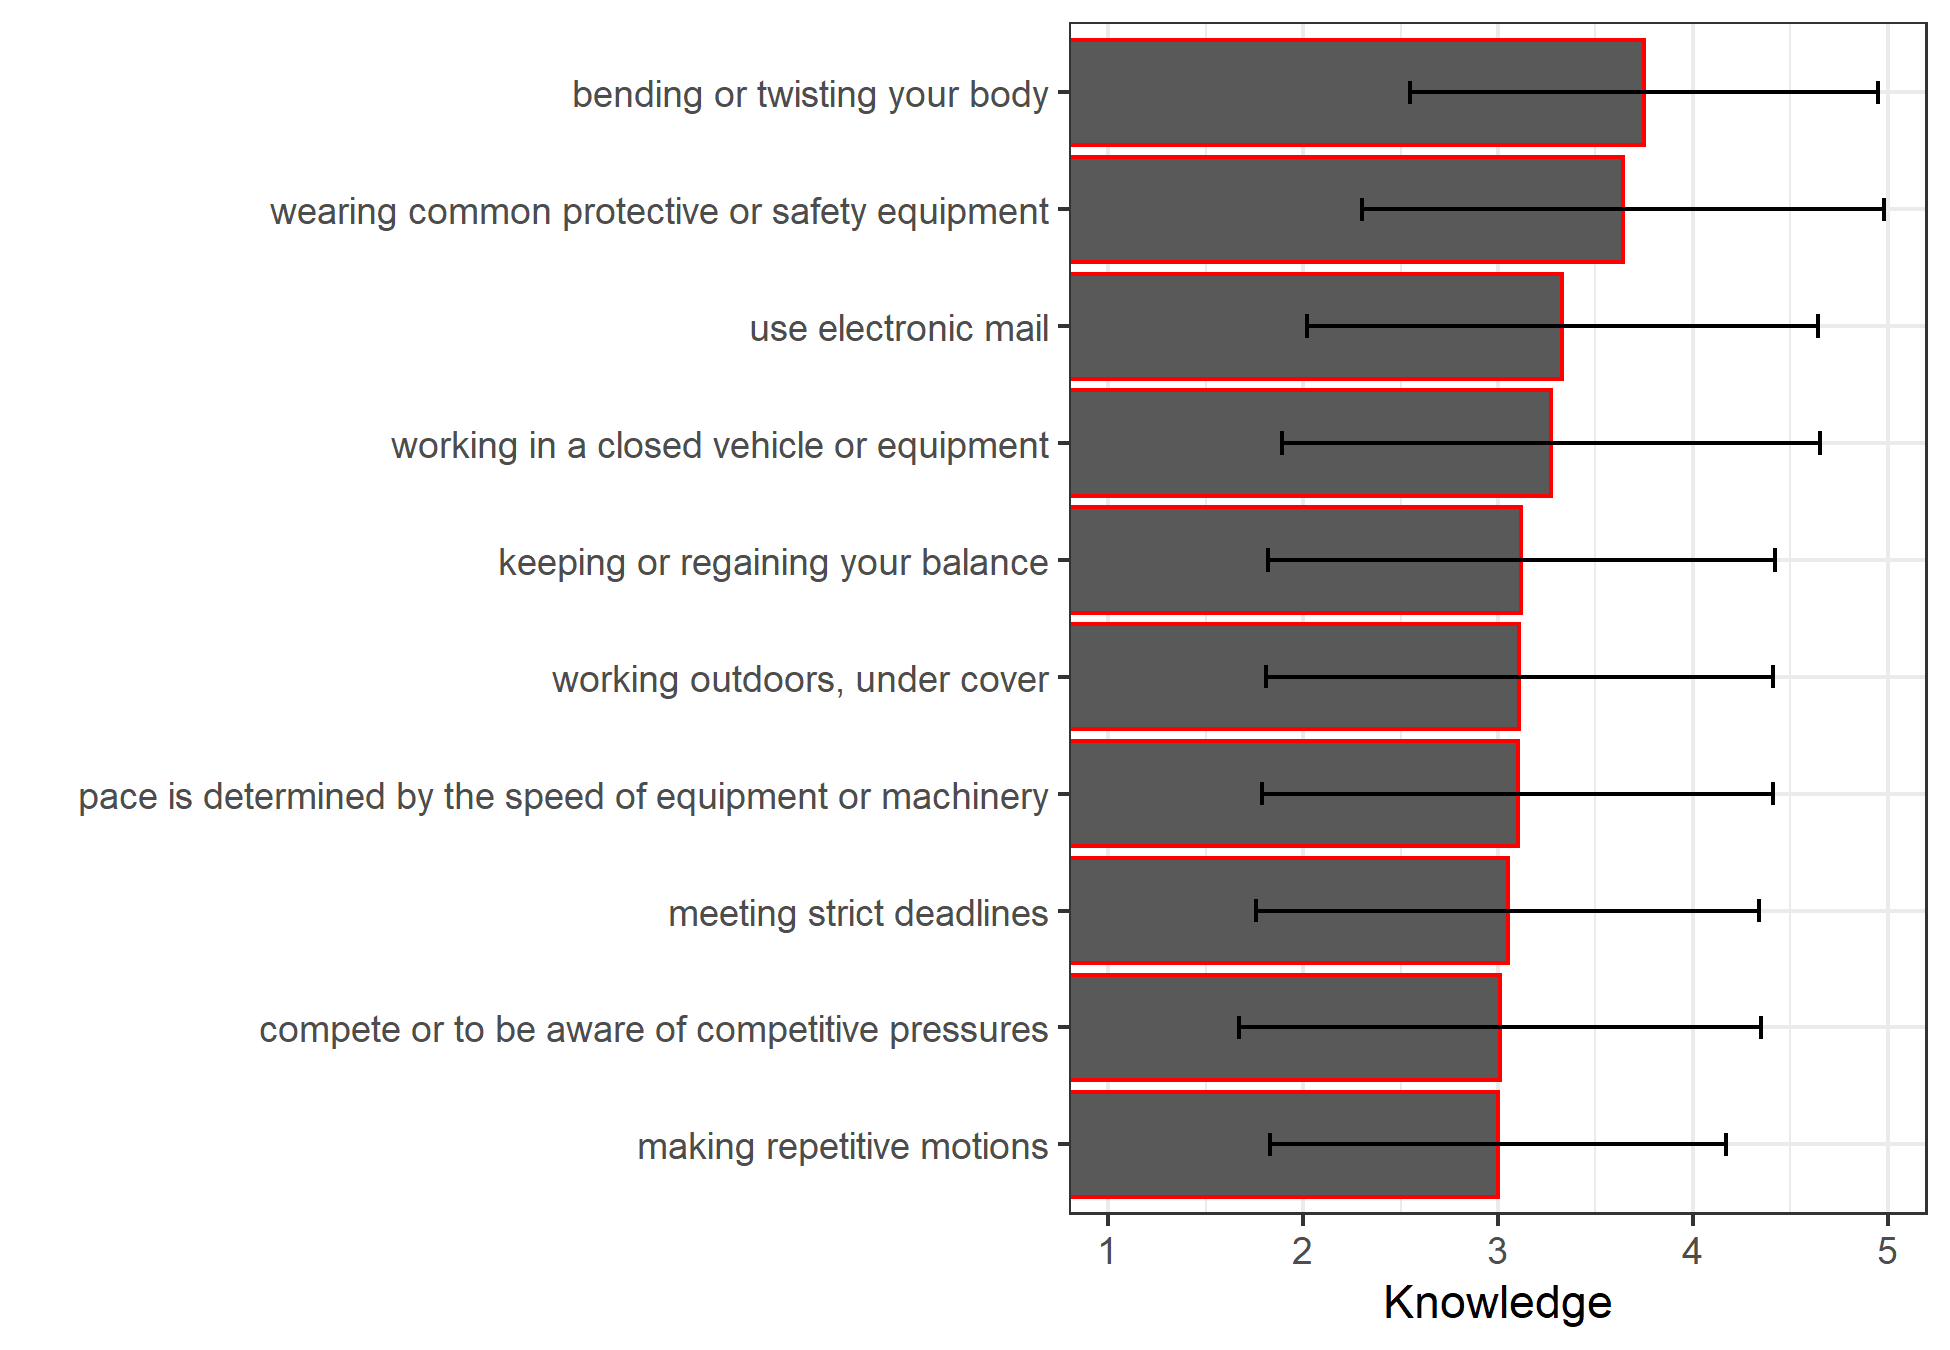 bending or twisting your body
wearing common protective or safety equipment
use electronic mail
working in a closed vehicle or equipment
keeping or regaining your balance
working outdoors, under cover
pace is determined by the speed of equipment or machinery
meeting strict deadlines
compete or to be aware of competitive pressures
making repetitive motions
1 2 3 4 5
Knowledge